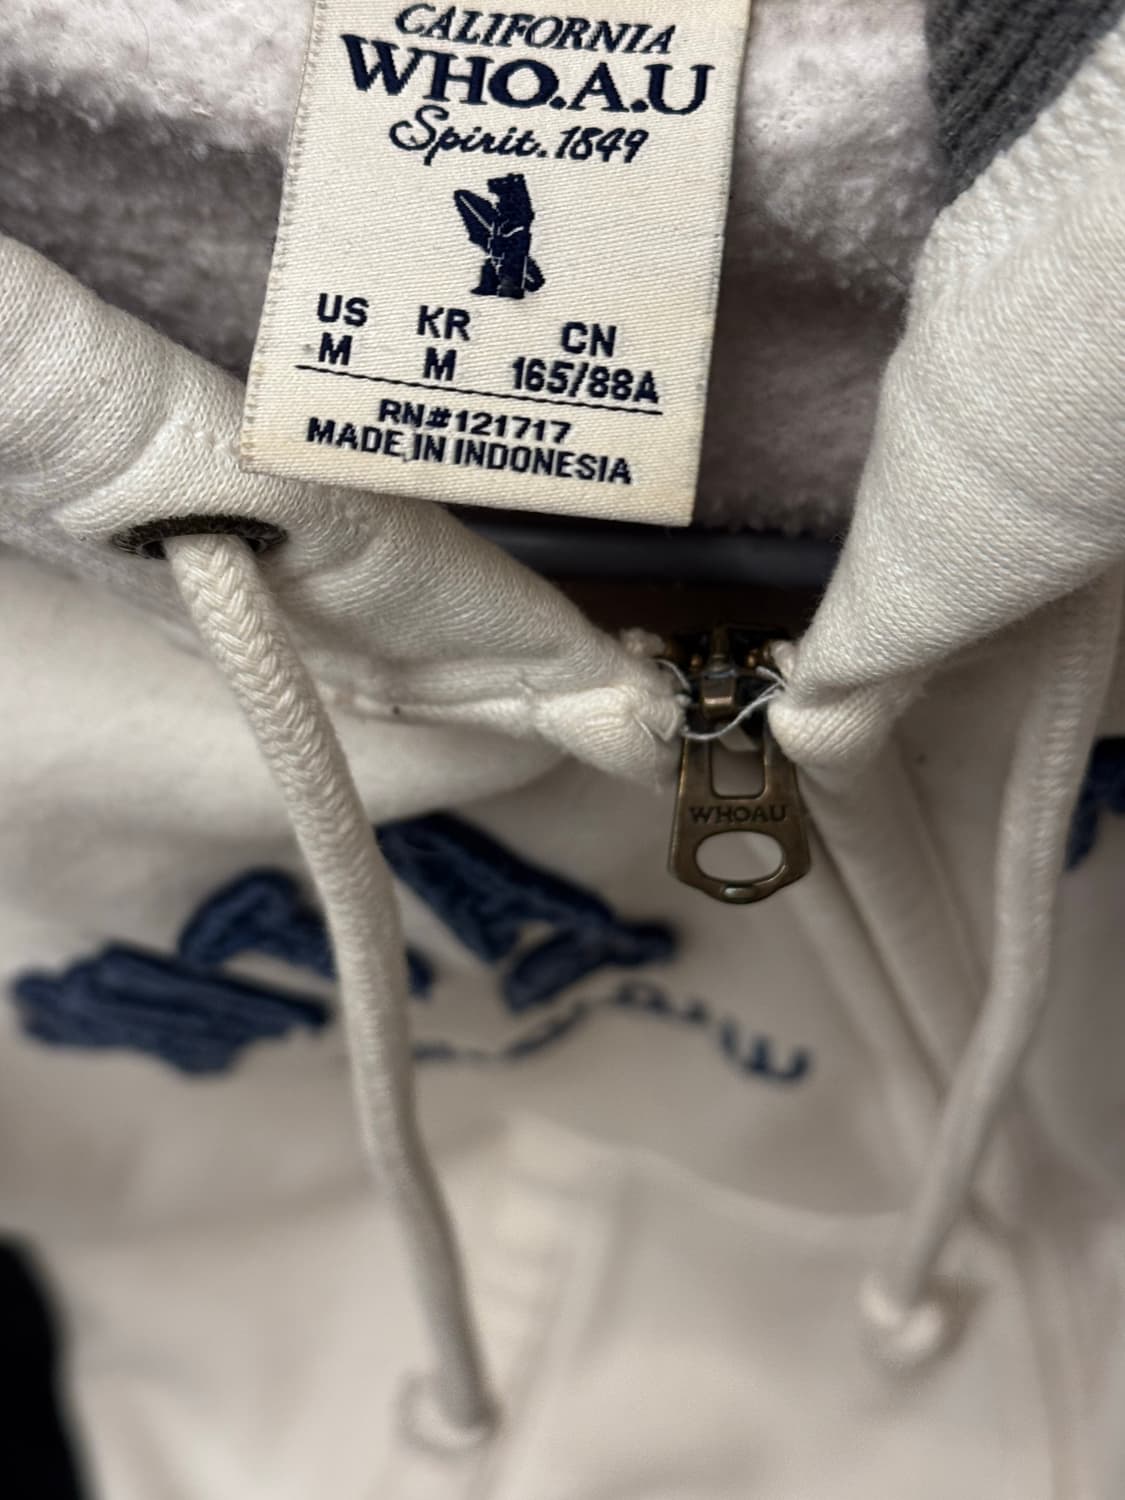 CALIFORNIA
WHO.A.U
Spirit.1849
US KR CN
M M 165/88A
RN#121717
MADE IN INDONESIA
WHOAU